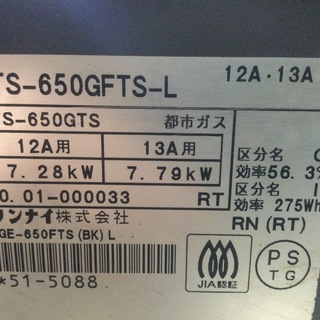 TS-650GFTS-L 12A・13A
TS-650GTS 都市ガス
12A用 13A用
7.28kW 7.79kW
区分名
効率56.3%
区分名
効率 275Wh
0.01-000033 RT
RN (RT)
リンナイ株式会社
GE-650FTS(BK)L
*51-5088
JIA認証
PS
TG